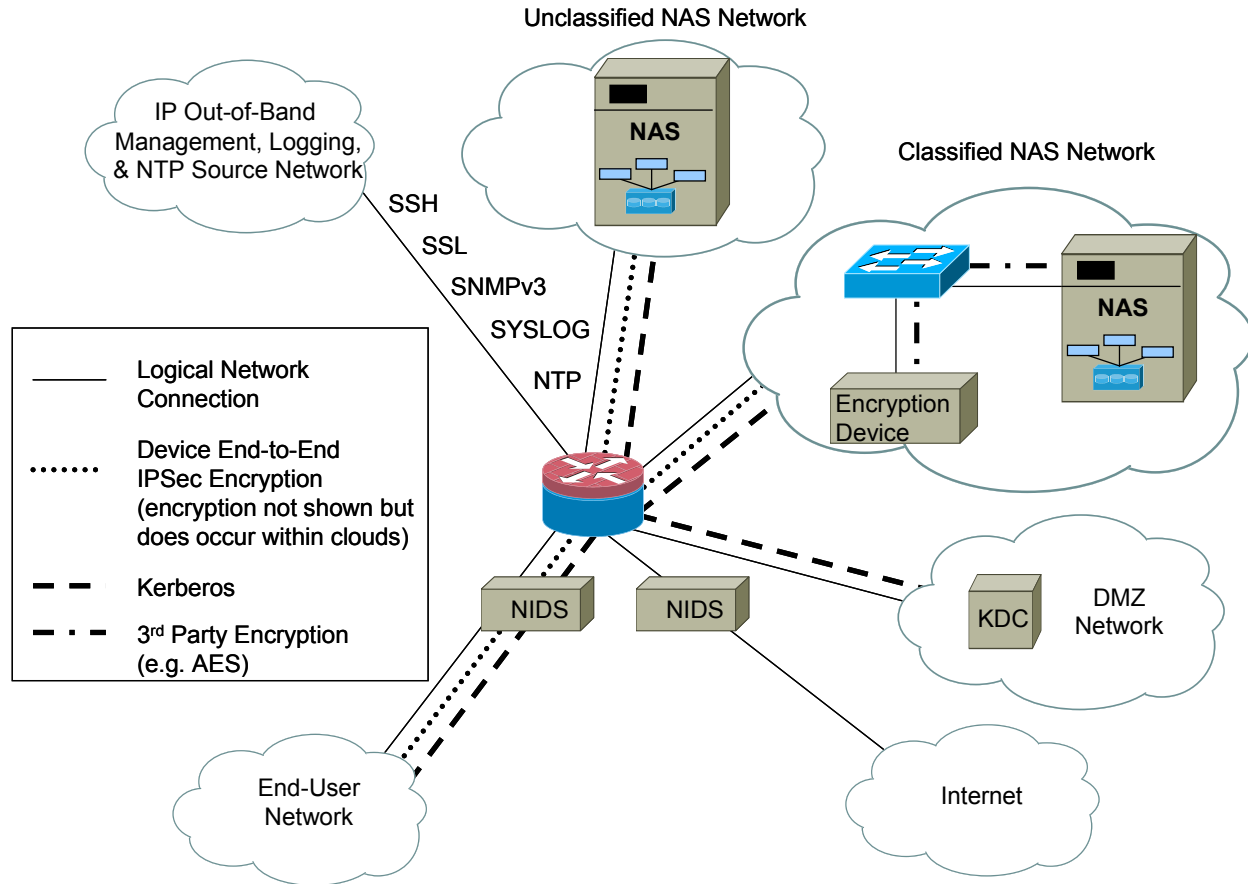 Unclassified NAS Network
IP Out-of-Band
Management, Logging,
& NTP Source Network
NAS
Classified NAS Network
SSH
SSL
SNMPv3
SYSLOG
NTP
NAS
Encryption
Device
Logical Network
Connection
Device End-to-End
IPSec Encryption
(encryption not shown but
does occur within clouds)
Kerberos
3rd Party Encryption
(e.g. AES)
NIDS
NIDS
KDC
DMZ
Network
End-User
Network
Internet